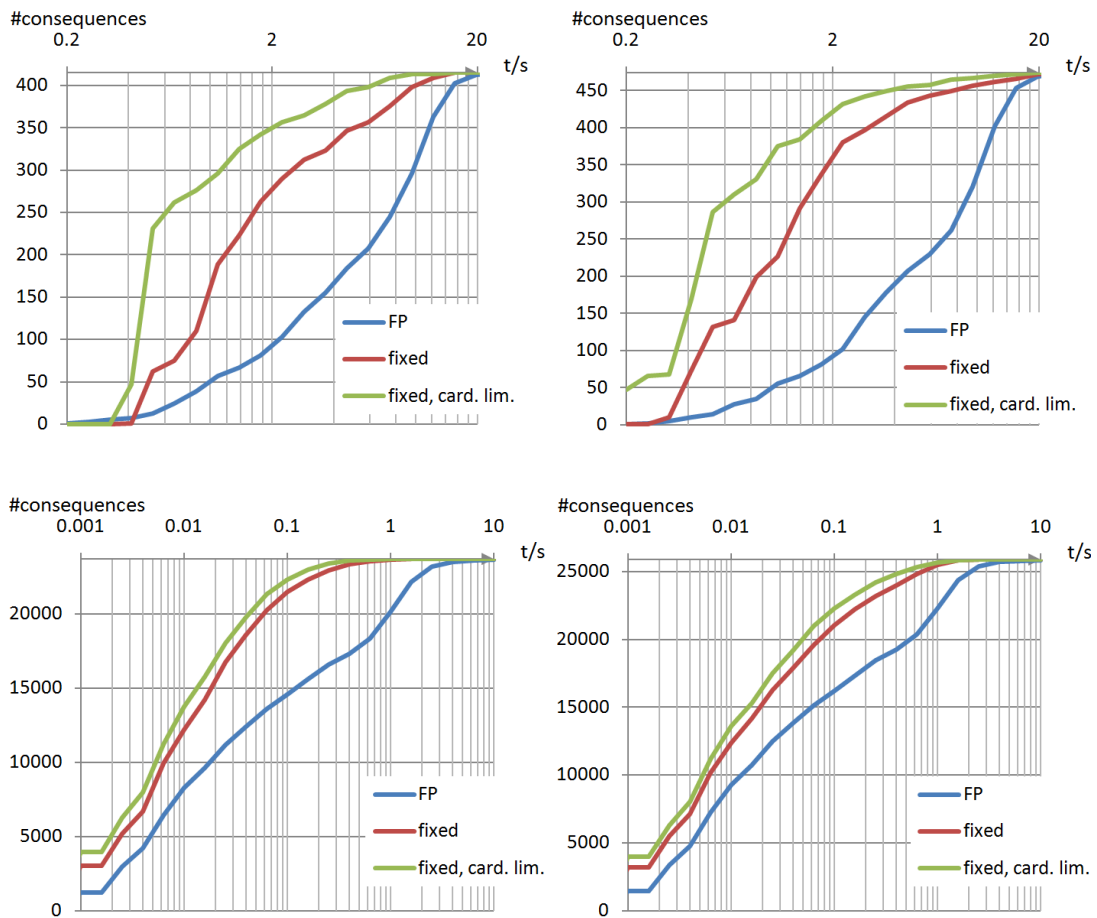 #consequences
0.2 2 20
t/s
400
350
300
250
200
150
100
50
0
FP
fixed
fixed, card. lim.
#consequences
0.2 2 20
t/s
450
400
350
300
250
200
150
100
50
0
FP
fixed
fixed, card. lim.
#consequences
0.001 0.01 0.1 1 10
t/s
20000
15000
10000
5000
0
FP
fixed
fixed, card. lim.
#consequences
0.001 0.01 0.1 1 10
t/s
25000
20000
15000
10000
5000
0
FP
fixed
fixed, card. lim.